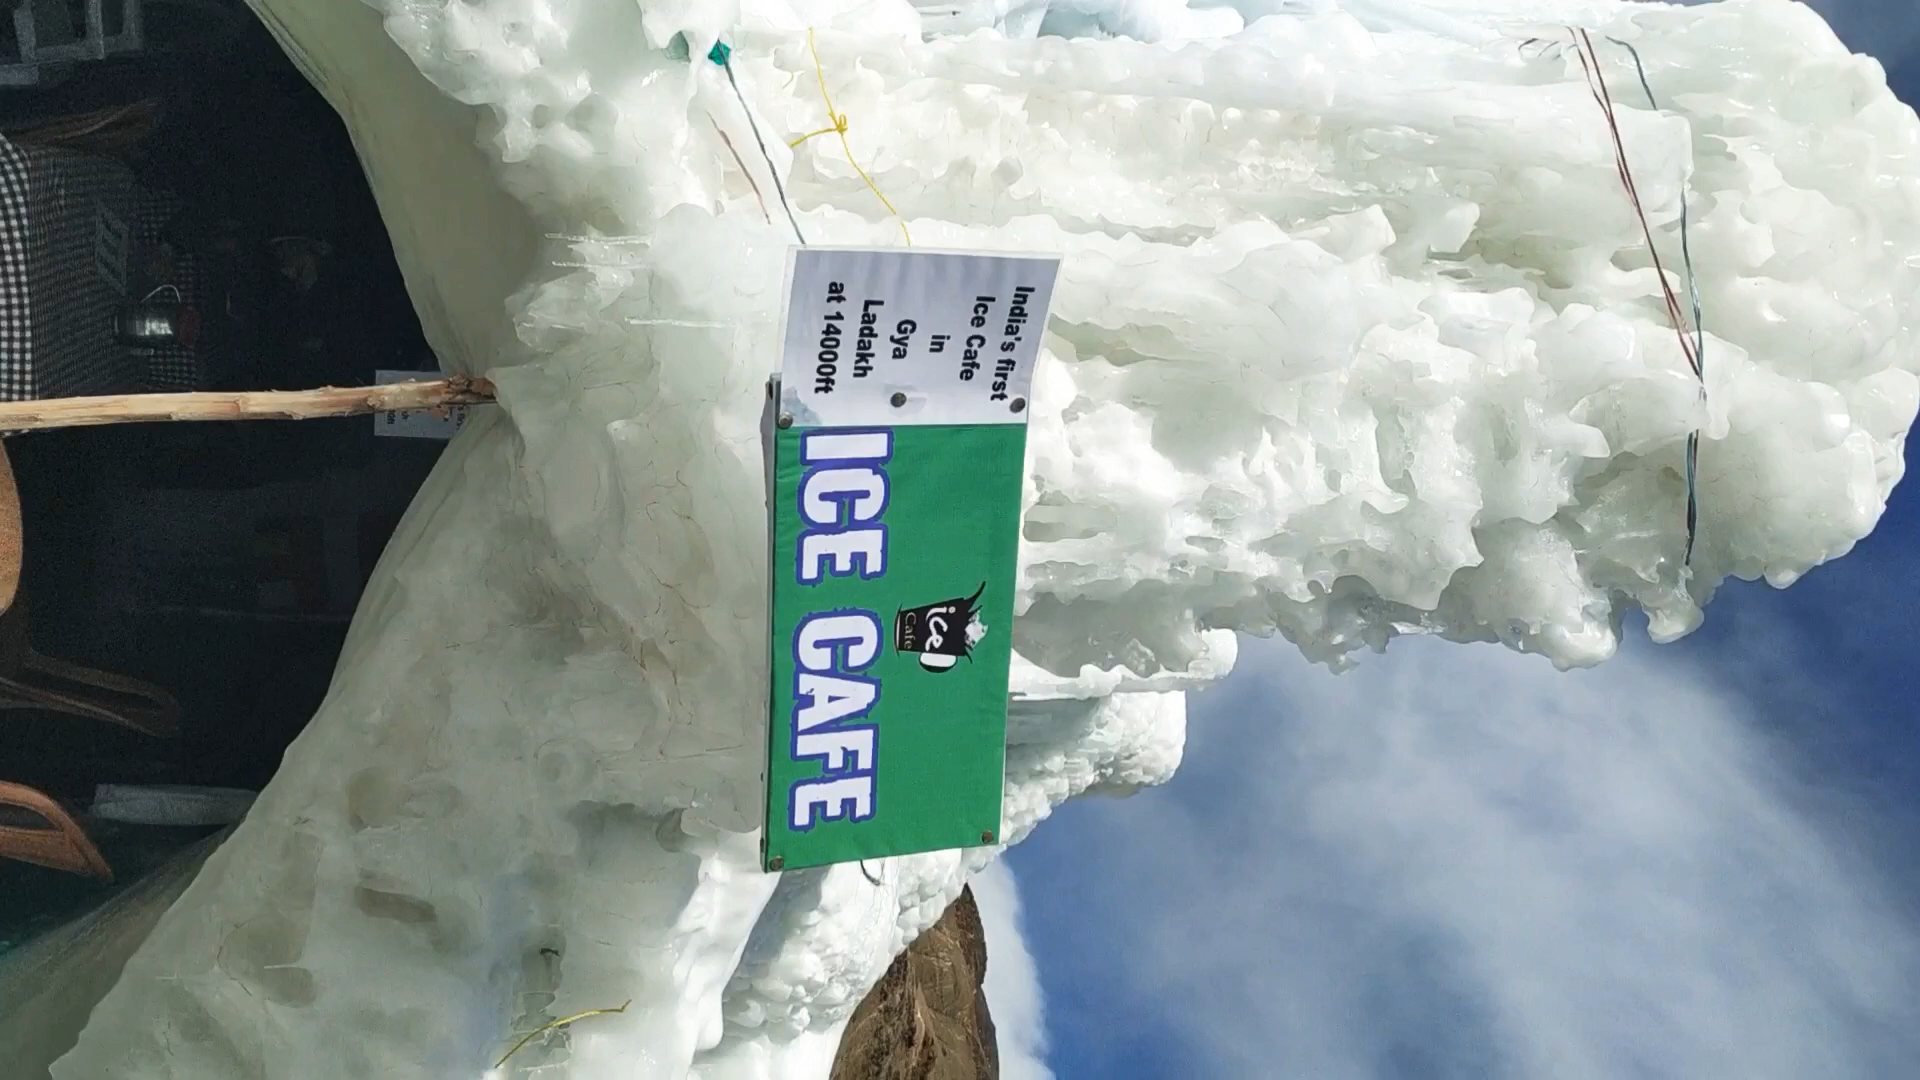 India's first
Ice Cafe
in
Gya
Ladakh
at 14000ft
ice
Cafe
ICE CAFE